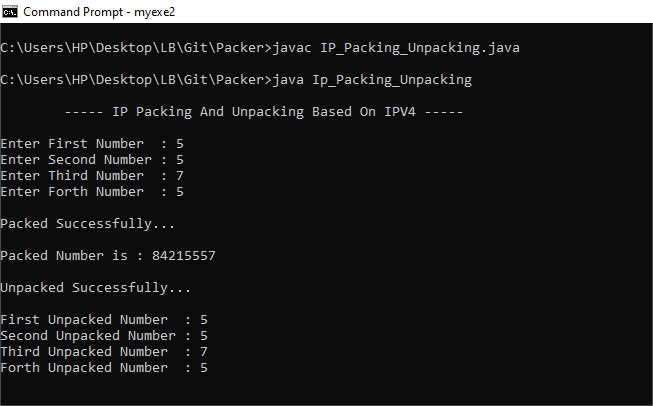 Command Prompt - myexe2
C:\Users\HP\Desktop\LB\Git\Packer>javac IP_Packing_Unpacking.java
C:\Users\HP\Desktop\LB\Git\Packer>java Ip_Packing_Unpacking
----- IP Packing And Unpacking Based On IPV4 -----
Enter First Number  : 5
Enter Second Number : 5
Enter Third Number  : 7
Enter Forth Number  : 5
Packed Successfully...
Packed Number is : 84215557
Unpacked Successfully...
First Unpacked Number  : 5
Second Unpacked Number : 5
Third Unpacked Number  : 7
Forth Unpacked Number  : 5